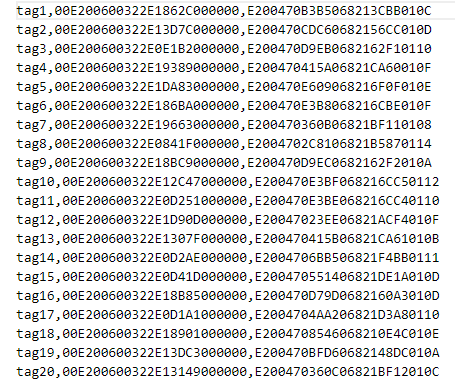 tag1,00E200600322E1862C000000,E200470B3B5068213CBB010C
tag2,00E200600322E13D7C000000,E200470CDC60682156CC010D
tag3,00E200600322E0E1B2000000,E200470D9EB0682162F10110
tag4,00E200600322E19389000000,E200470415A06821CA60010F
tag5,00E200600322E1DA83000000,E200470E609068216F0F010E
tag6,00E200600322E186BA000000,E200470E3B8068216CBE010F
tag7,00E200600322E19663000000,E200470360B06821BF110108
tag8,00E200600322E0841F000000,E2004702C8106821B5870114
tag9,00E200600322E18BC9000000,E200470D9EC0682162F2010A
tag10,00E200600322E12C47000000,E200470E3BF068216CC50112
tag11,00E200600322E0D251000000,E200470E3BE068216CC40110
tag12,00E200600322E1D90D000000,E20047023EE06821ACF4010F
tag13,00E200600322E1307F000000,E200470415B06821CA61010B
tag14,00E200600322E0D2AE000000,E2004706BB506821F4BB0111
tag15,00E200600322E0D41D000000,E200470551406821DE1A010D
tag16,00E200600322E18B85000000,E200470D79D0682160A3010D
tag17,00E200600322E0D1A1000000,E2004704AA206821D3A80110
tag18,00E200600322E18901000000,E2004708546068210E4C010E
tag19,00E200600322E13DC3000000,E200470BFD60682148DC010A
tag20,00E200600322E13149000000,E200470360C06821BF12010C